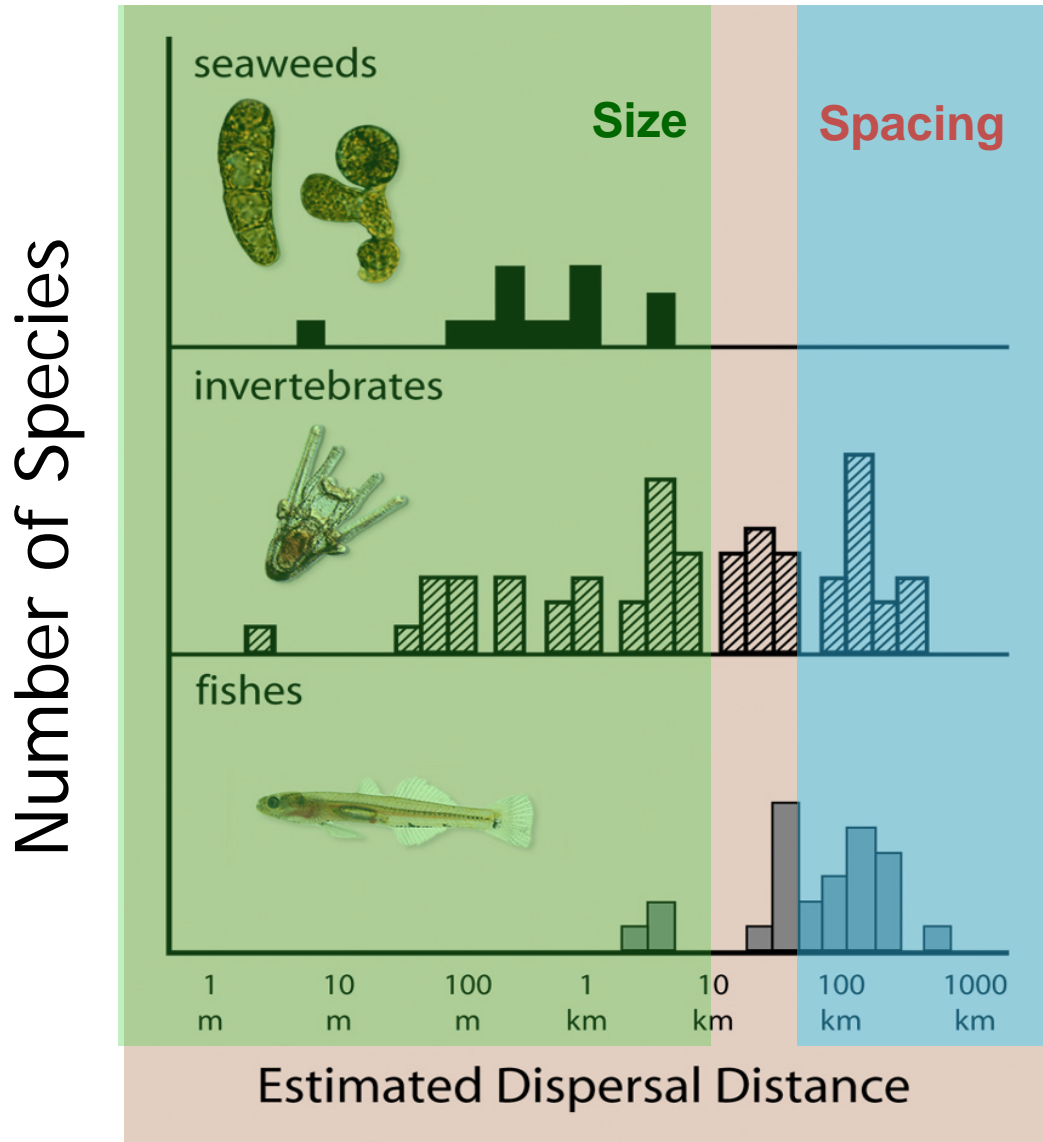 seaweeds
Size
Spacing
invertebrates
fishes
Number of Species
1 10 100 1 10 100 1000
m m m km km km km
Estimated Dispersal Distance